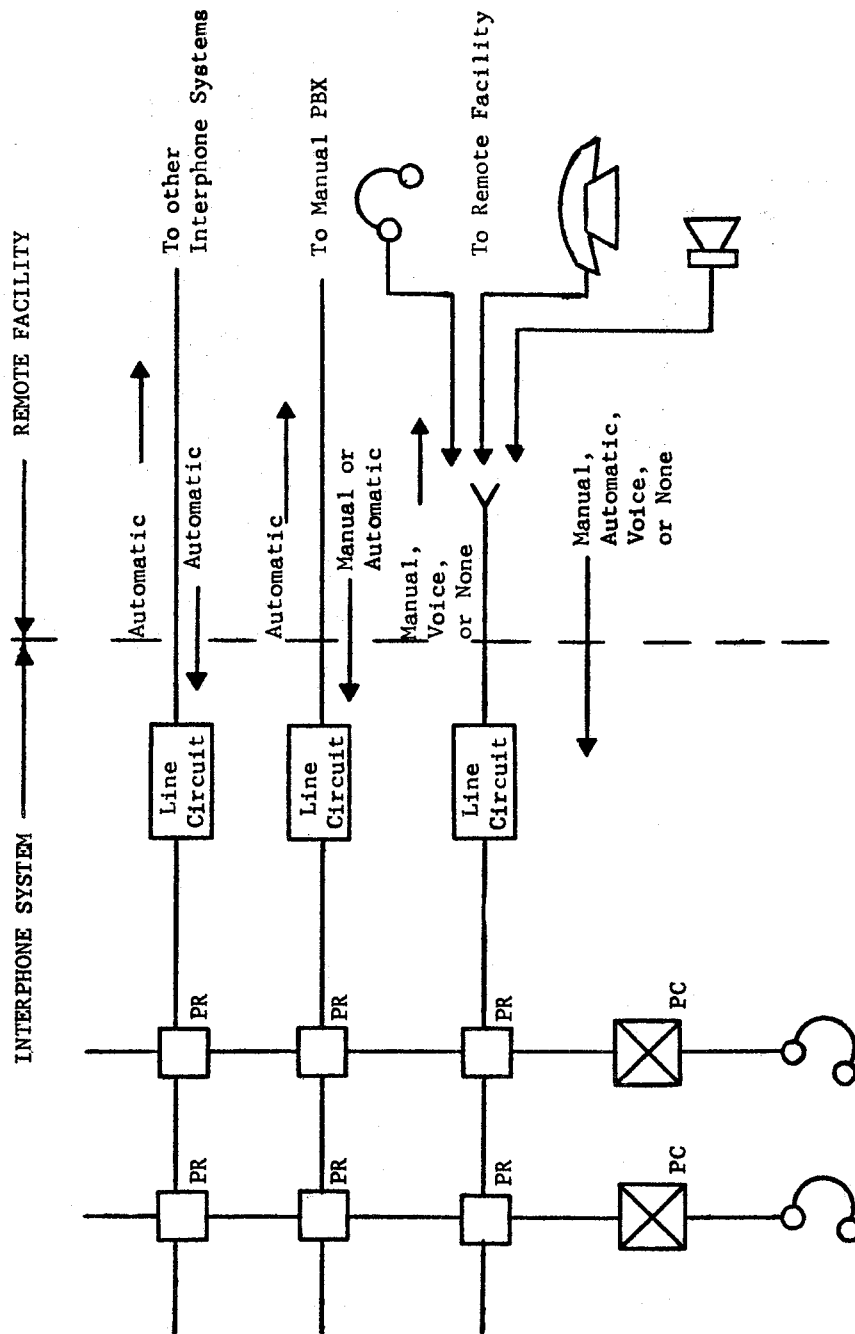 INTERPHONE SYSTEM
REMOTE FACILITY
Automatic
Automatic
To other
Interphone Systems
Line
Circuit
PR
PR
Automatic
Manual or
Automatic
To Manual PBX
Line
Circuit
PR
PR
Manual,
Voice,
or None
To Remote Facility
Line
Circuit
PR
PR
Manual,
Automatic,
Voice,
or None
PC
PC